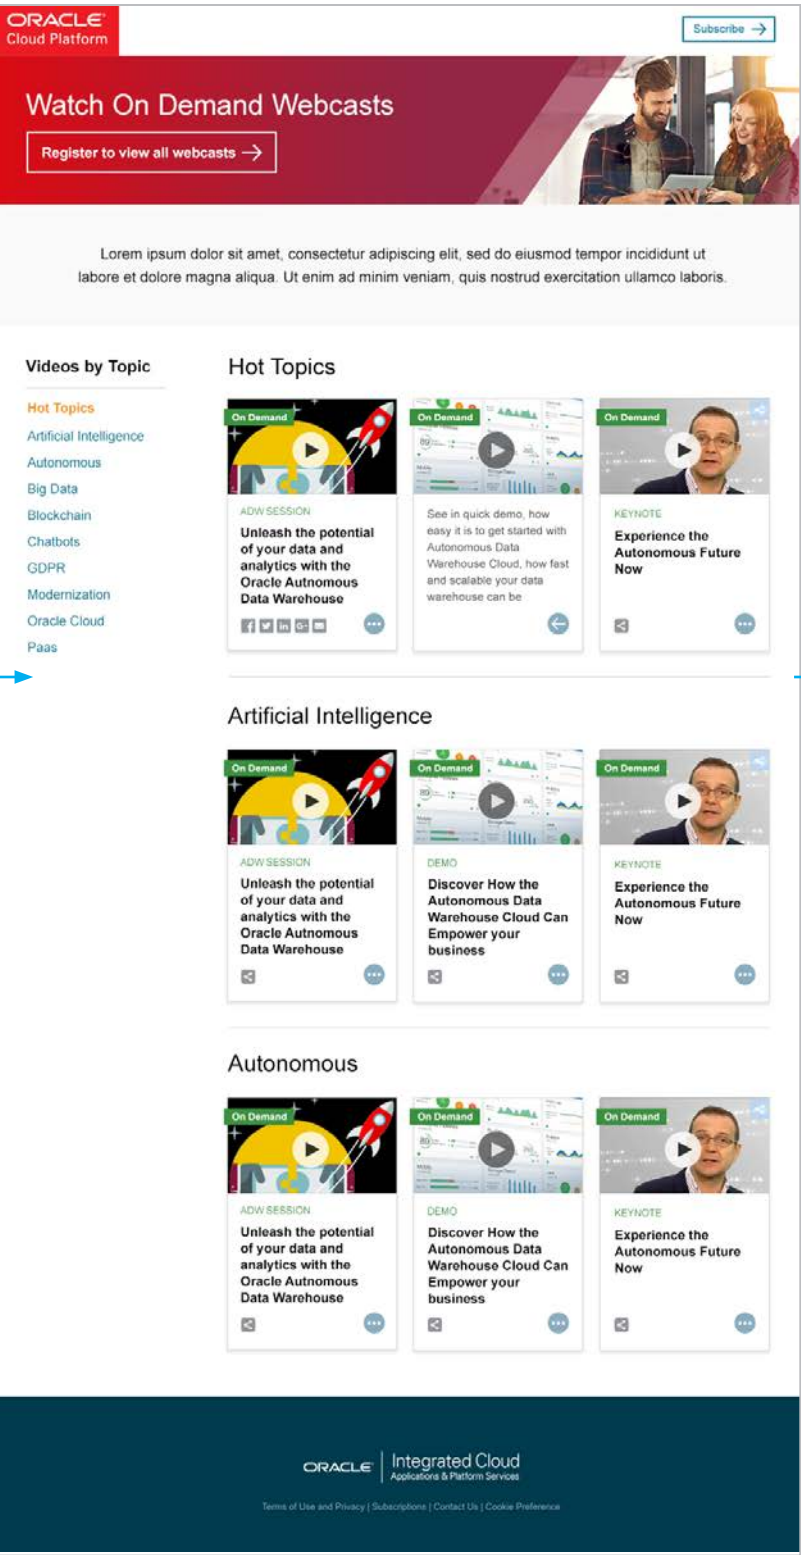 ORACLE
Cloud Platform
Subscribe
Watch On Demand Webcasts
Register to view all webcasts
Lorem ipsum dolor sit amet, consectetur adipiscing elit, sed do eiusmod tempor incididunt ut
labore et dolore magna aliqua. Ut enim ad minim veniam, quis nostrud exercitation ullamco laboris.
Videos by Topic
Hot Topics
Artificial Intelligence
Autonomous
Big Data
Blockchain
Chatbots
GDPR
Modernization
Oracle Cloud
Paas
Hot Topics
On Demand
ADW SESSION
Unleash the potential
of your data and
analytics with the
Oracle Autnomous
Data Warehouse
On Demand
89
See in quick demo, how
easy it is to get started with
Autonomous Data
Warehouse Cloud, how fast
and scalable your data
warehouse can be
On Demand
KEYNOTE
Experience the
Autonomous Future
Now
Artificial Intelligence
On Demand
ADW SESSION
Unleash the potential
of your data and
analytics with the
Oracle Autnomous
Data Warehouse
On Demand
89
DEMO
Discover How the
Autonomous Data
Warehouse Cloud Can
Empower your
business
On Demand
KEYNOTE
Experience the
Autonomous Future
Now
Autonomous
On Demand
ADW SESSION
Unleash the potential
of your data and
analytics with the
Oracle Autnomous
Data Warehouse
On Demand
89
DEMO
Discover How the
Autonomous Data
Warehouse Cloud Can
Empower your
business
On Demand
KEYNOTE
Experience the
Autonomous Future
Now
ORACLE
Integrated Cloud
Applications & Platform Services
Terms of Use and Privacy | Subscriptions | Contact Us | Cookie Preference